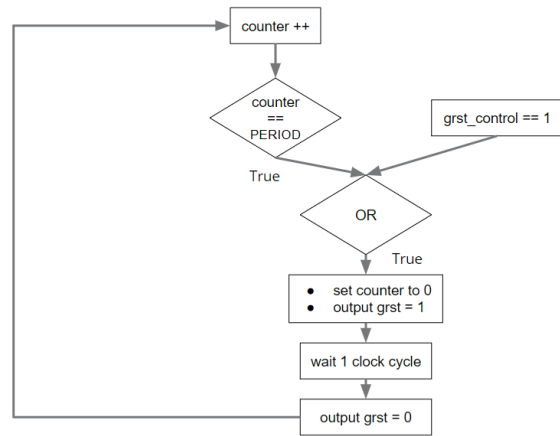 counter ++
counter
==
PERIOD
grst_control == 1
True
OR
True
● set counter to 0
● output grst = 1
wait 1 clock cycle
output grst = 0